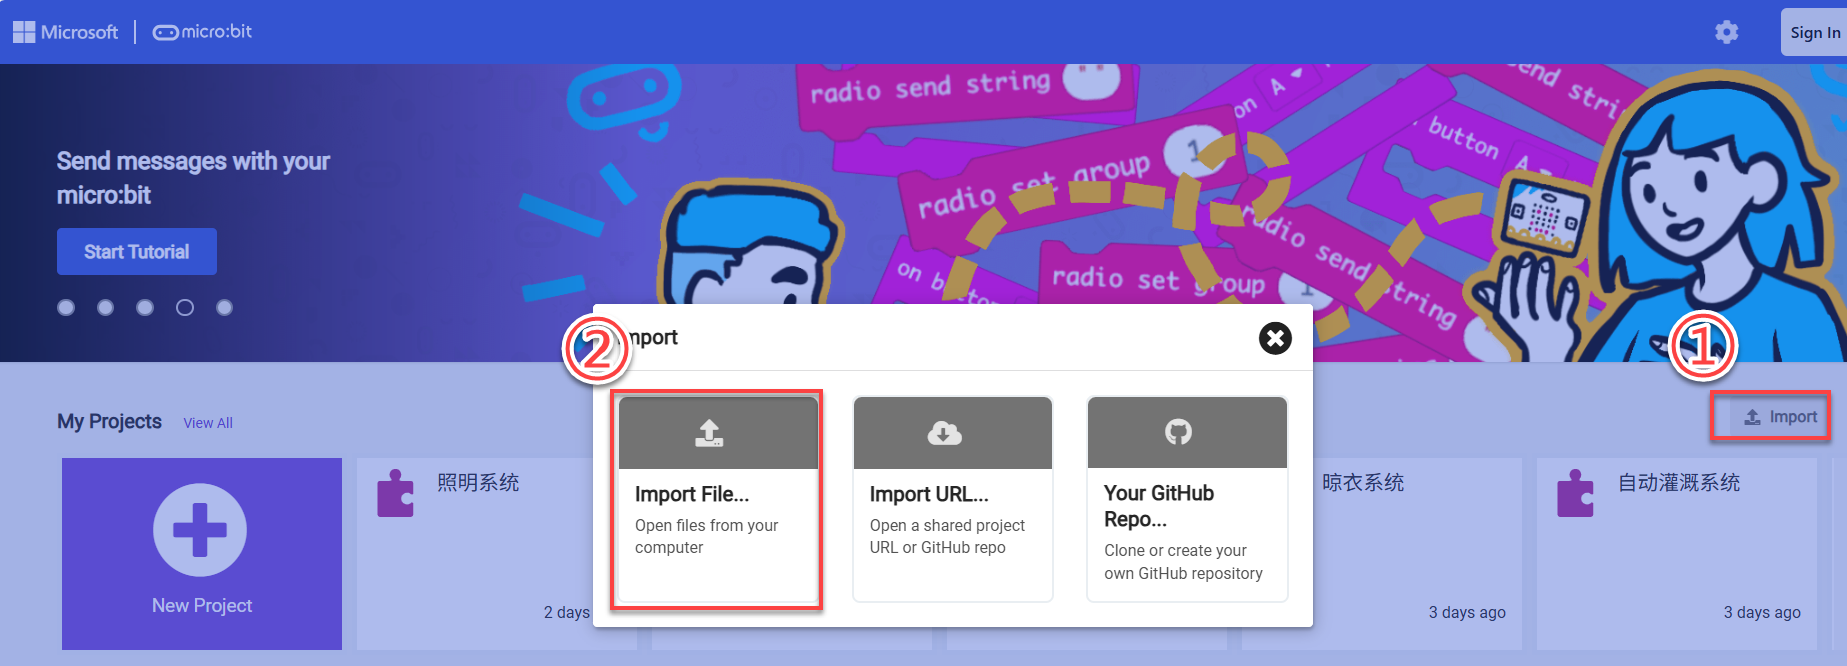 Microsoft
micro:bit
Sign In
Send messages with your
micro:bit
Start Tutorial
radio send string
radio set group 1
on button A
radio set group 1
radio send string
button A
send string
②
Import
①
My Projects
View All
Import
New Project
照明系统
2 days
Import File...
Open files from your
computer
Import URL...
Open a shared project
URL or GitHub repo
Your GitHub
Repo...
Clone or create your
own GitHub repository
晾衣系统
3 days ago
自动灌溉系统
3 days ago